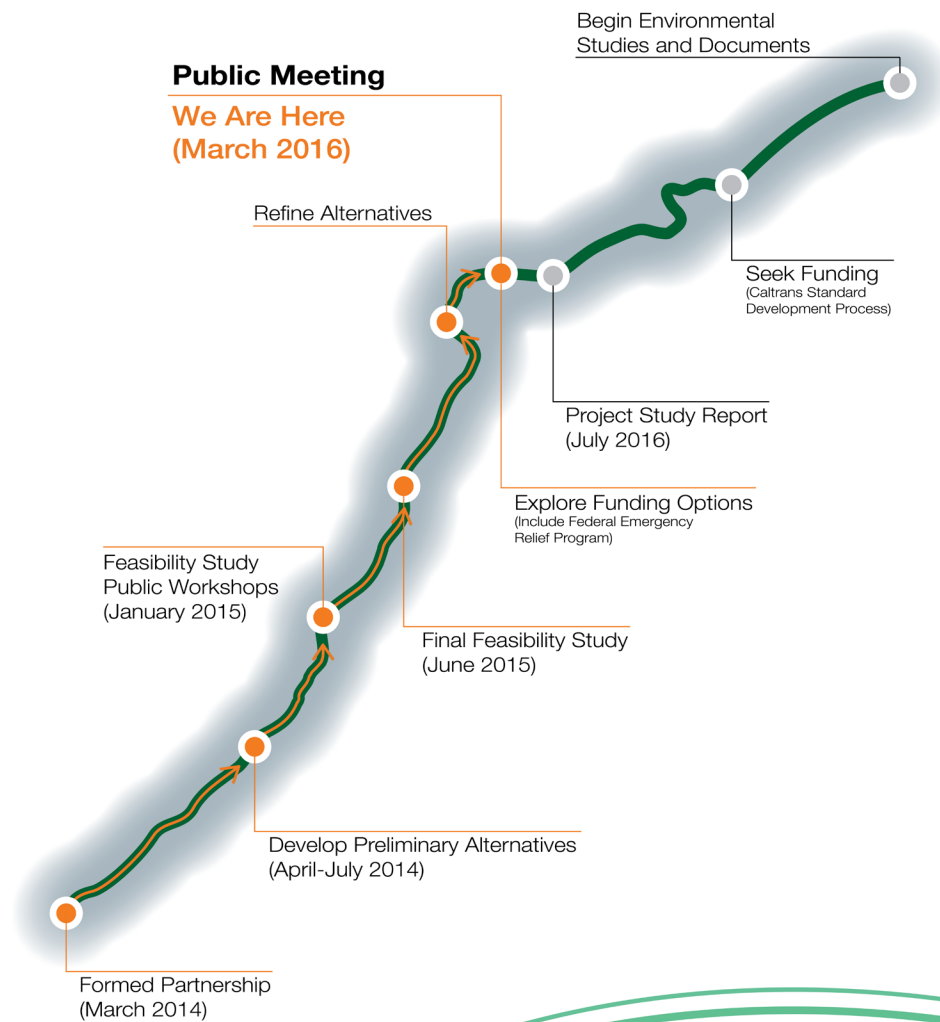 Begin Environmental
Studies and Documents
Public Meeting
We Are Here
(March 2016)
Refine Alternatives
Seek Funding
(Caltrans Standard
Development Process)
Project Study Report
(July 2016)
Explore Funding Options
(Include Federal Emergency
Relief Program)
Feasibility Study
Public Workshops
(January 2015)
Final Feasibility Study
(June 2015)
Develop Preliminary Alternatives
(April-July 2014)
Formed Partnership
(March 2014)